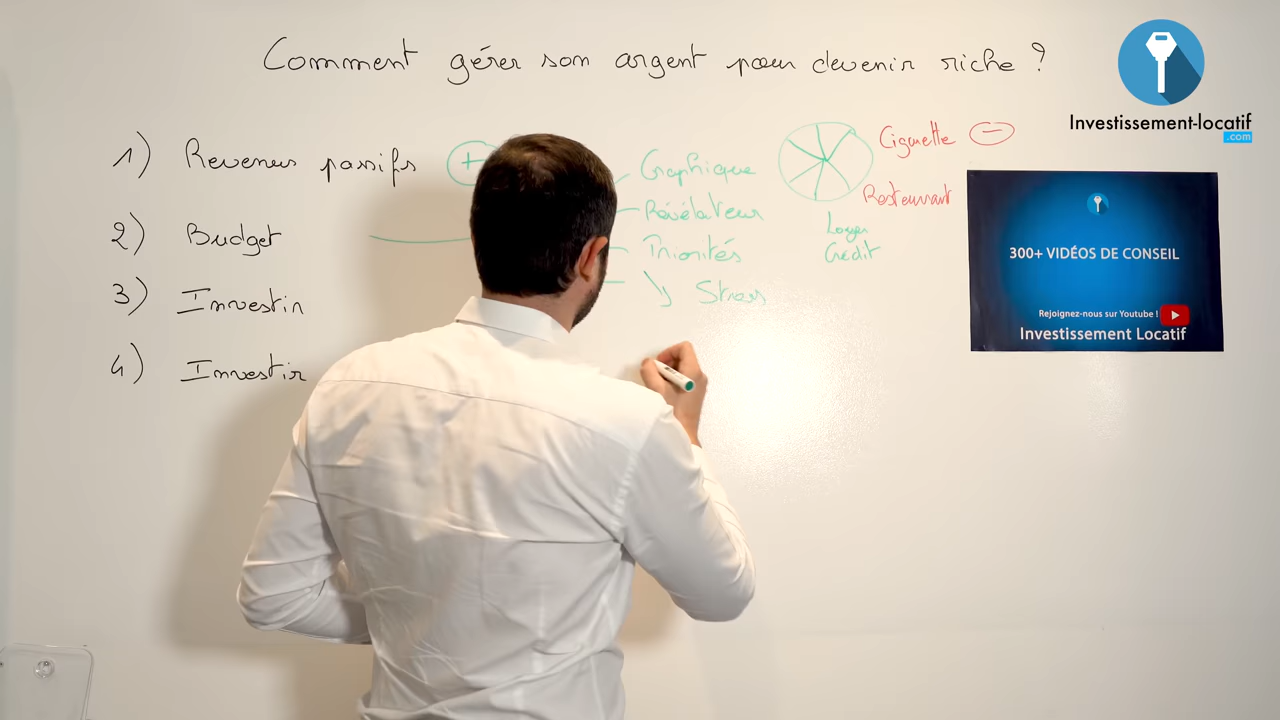 Comment gérer son argent pour devenir riche ?
Investissement-locatif
.com
1) Revenus passifs +
2) Budget
3) Investir
4) Investir
Graphique
Révélateur
Priorités
Stress
Cigarette -
Restaurant
Loyer
Crédit
300+ VIDÉOS DE CONSEIL
Rejoignez-nous sur Youtube !
Investissement Locatif